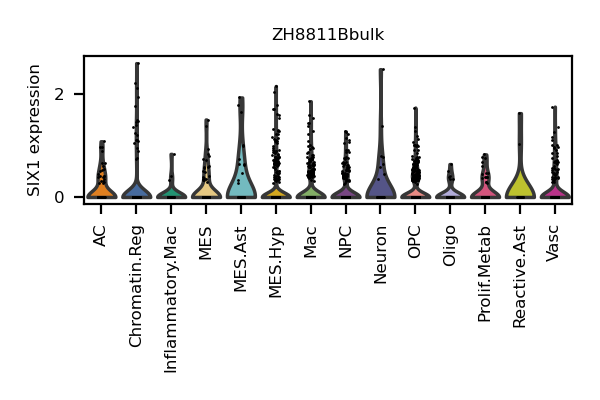 ZH8811Bbulk
SIX1 expression
2
0
AC
Chromatin.Reg
Inflammatory.Mac
MES
MES.Ast
MES.Hyp
Mac
NPC
Neuron
OPC
Oligo
Prolif.Metab
Reactive.Ast
Vasc